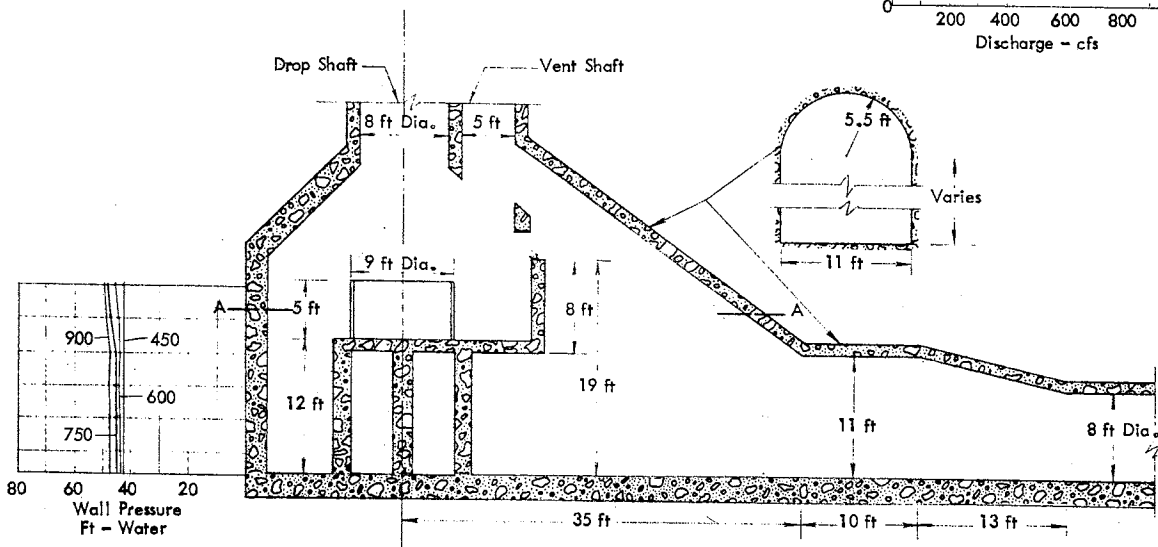 0
200 400 600 800
Discharge - cfs
Drop Shaft
Vent Shaft
8 ft Dia.
5 ft
5.5 ft
Varies
11 ft
9 ft Dia.
A
5 ft
8 ft
A
900
450
19 ft
600
12 ft
11 ft
750
8 ft Dia.
80 60 40 20
Wall Pressure
Ft - Water
35 ft
10 ft
13 ft